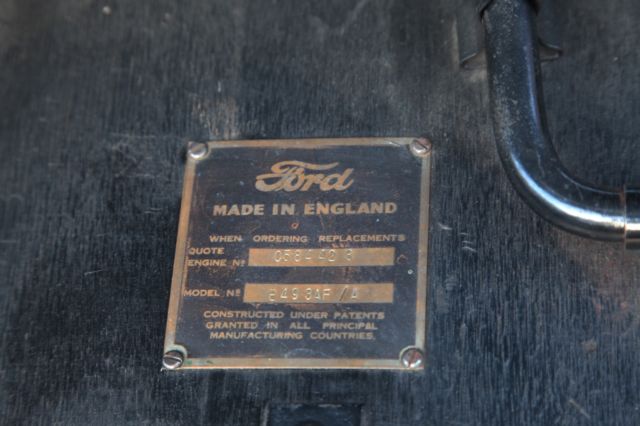 Ford
MADE IN ENGLAND
WHEN ORDERING REPLACEMENTS
QUOTE
ENGINE Nº
MODEL Nº E493AF/A
CONSTRUCTED UNDER PATENTS
GRANTED IN ALL PRINCIPAL
MANUFACTURING COUNTRIES.